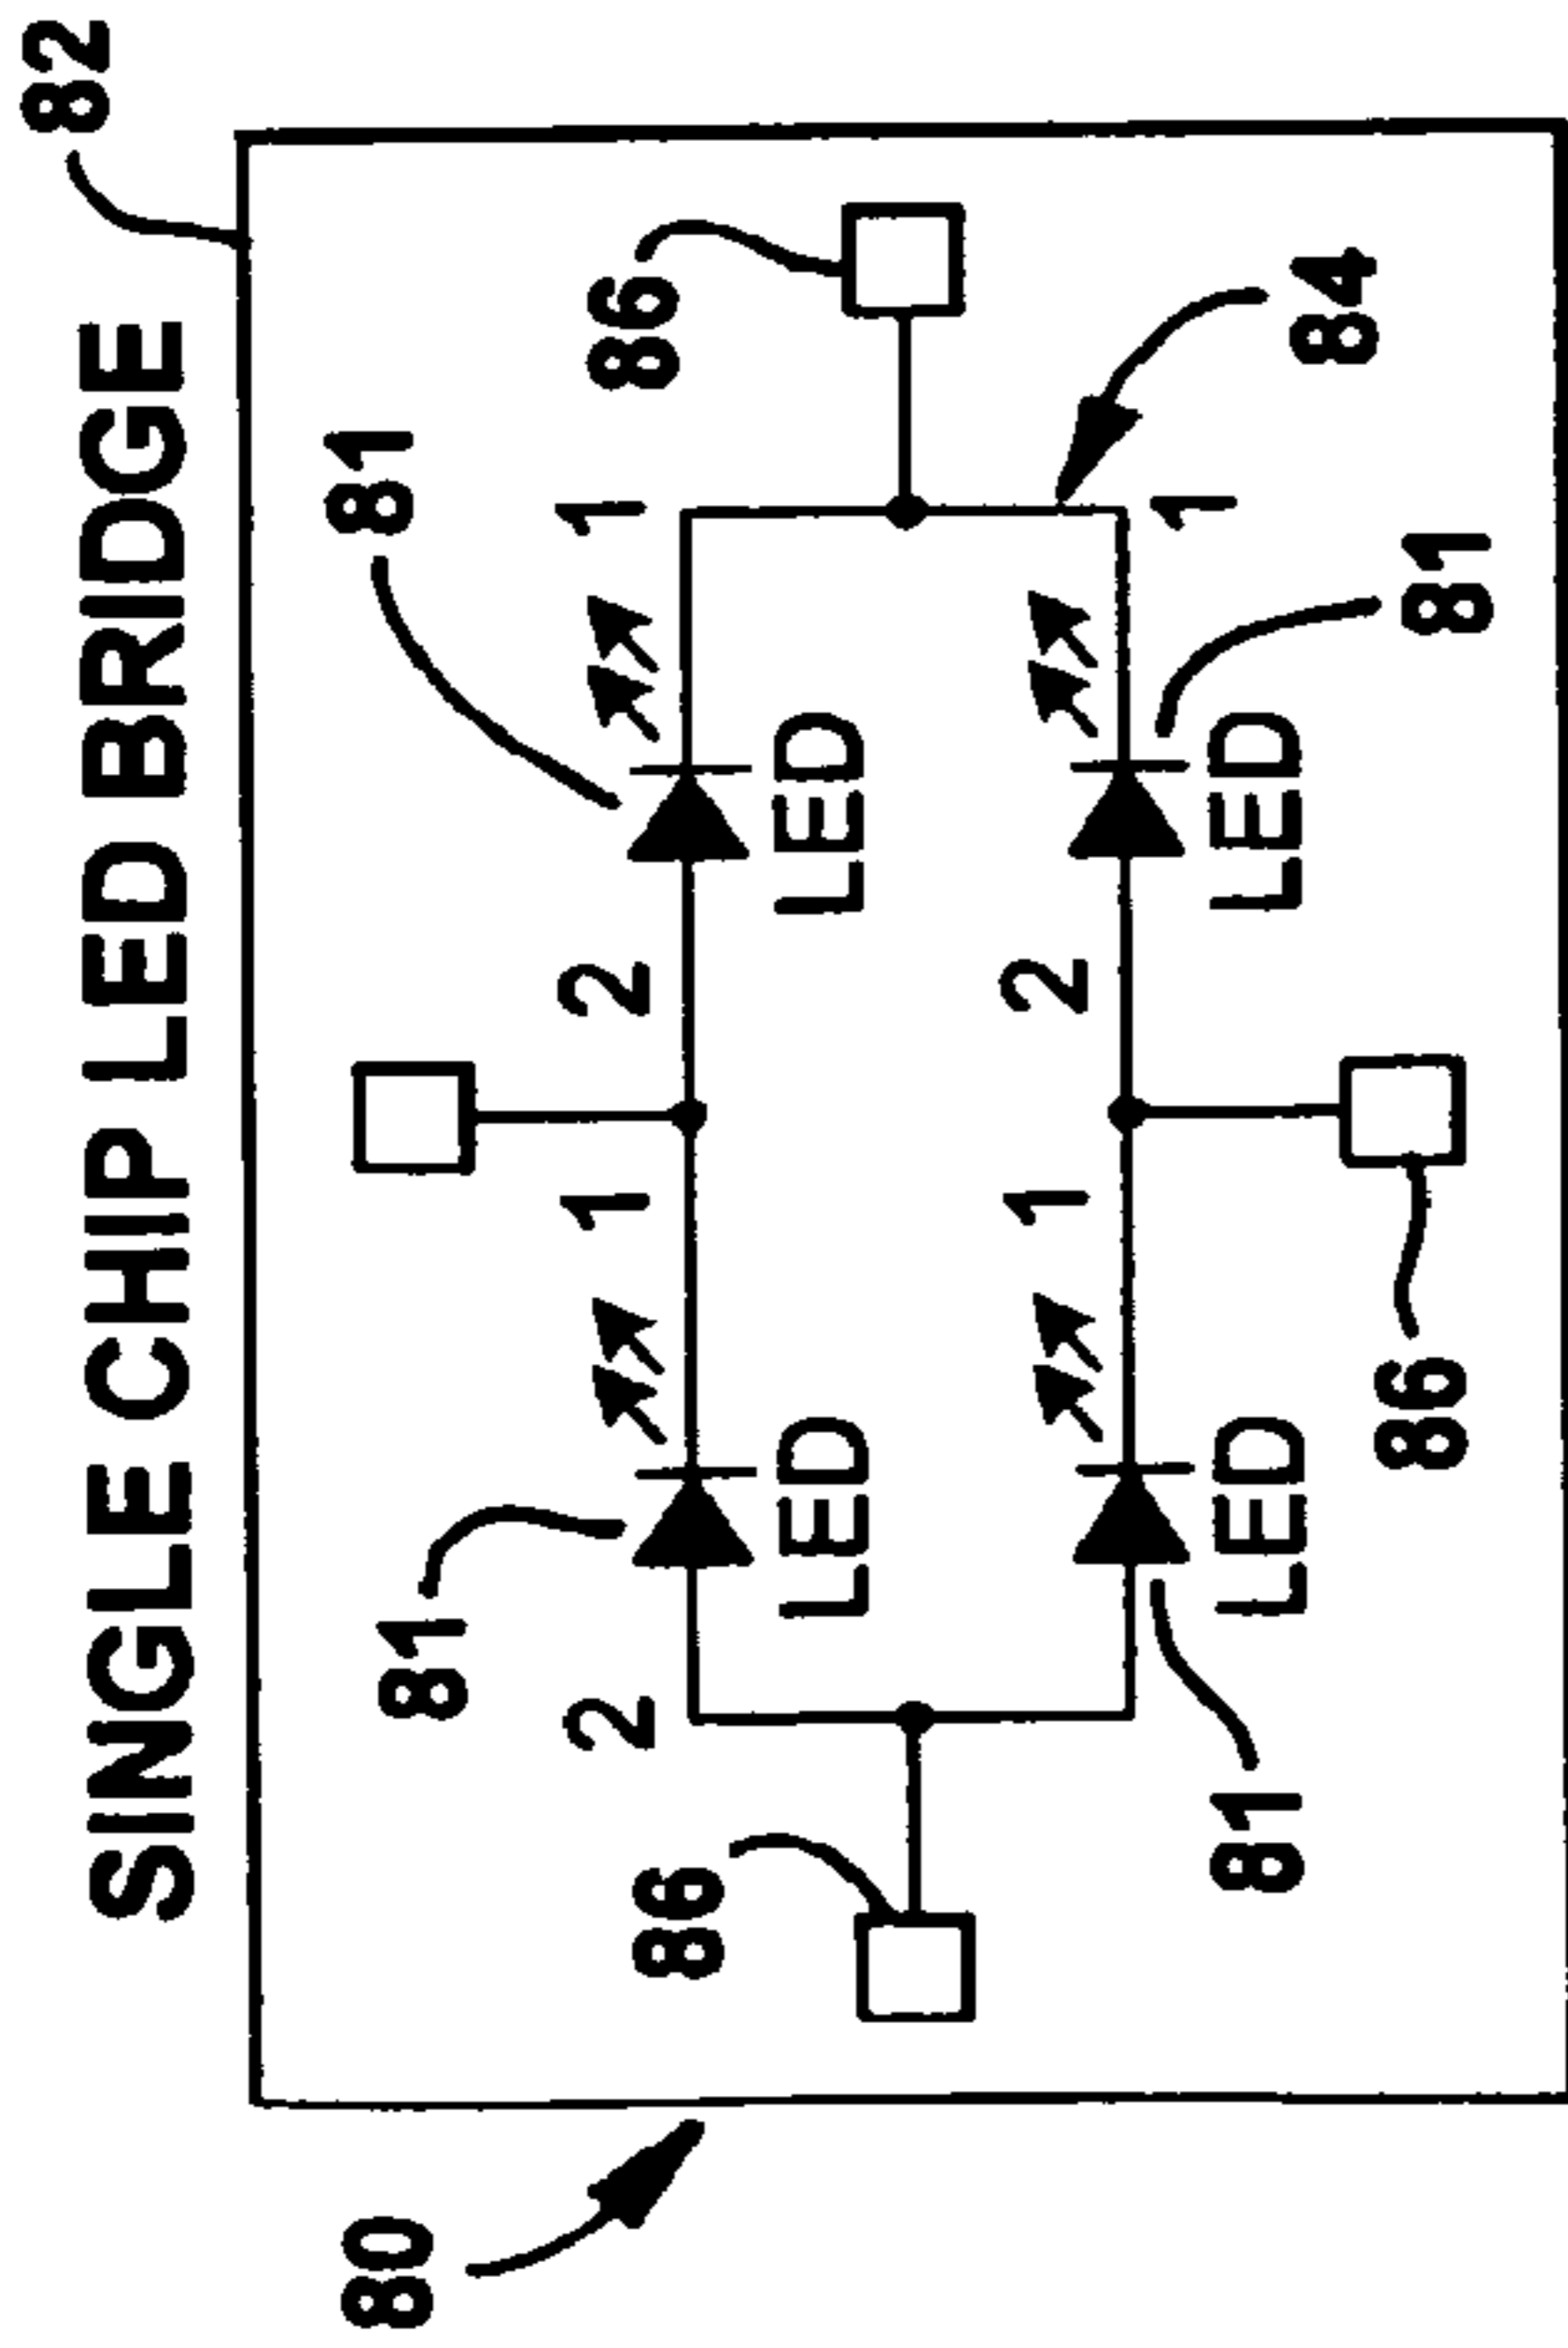 82
SINGLE CHIP LED BRIDGE
81
80
81
2 1 2 1
86
86
LED LED
1 2
1
81 LED LED
84
86
81